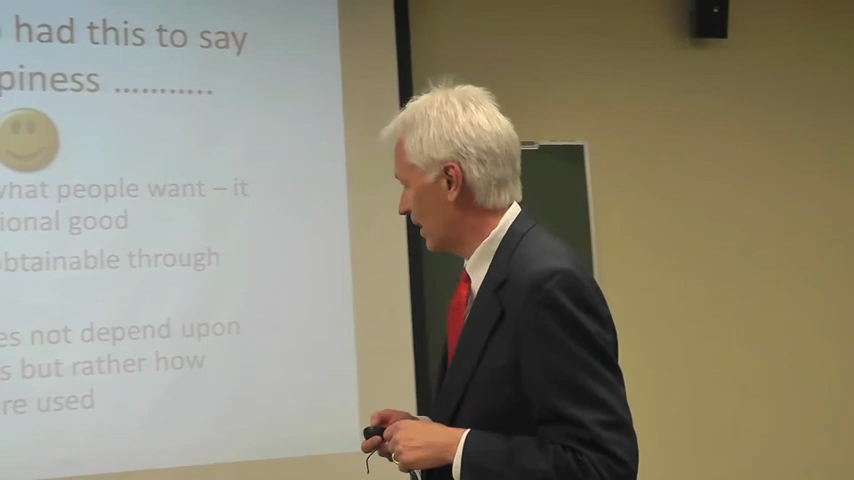 had this to say
piness ...........
what people want – it
ional good
obtainable through
es not depend upon
s but rather how
re used